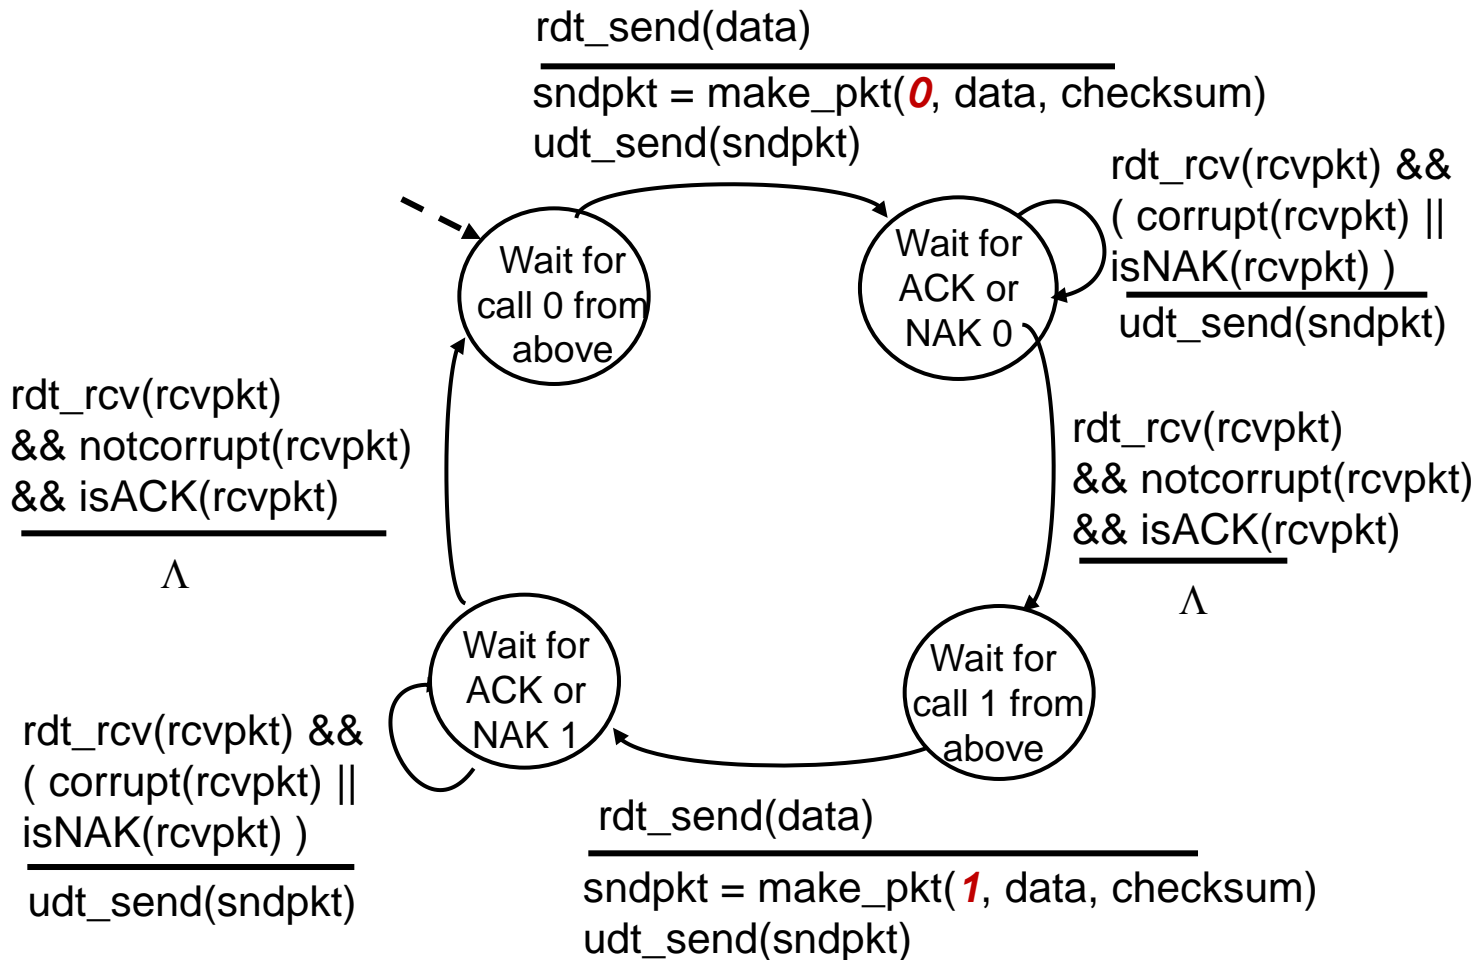 rdt_send(data)
sndpkt = make_pkt(0, data, checksum)
udt_send(sndpkt)
rdt_rcv(rcvpkt) &&
( corrupt(rcvpkt) ||
isNAK(rcvpkt) )
udt_send(sndpkt)
Wait for
call 0 from
above
Wait for
ACK or
NAK 0
rdt_rcv(rcvpkt)
&& notcorrupt(rcvpkt)
&& isACK(rcvpkt)
Λ
rdt_rcv(rcvpkt)
&& notcorrupt(rcvpkt)
&& isACK(rcvpkt)
Λ
Wait for
ACK or
NAK 1
Wait for
call 1 from
above
rdt_rcv(rcvpkt) &&
( corrupt(rcvpkt) ||
isNAK(rcvpkt) )
udt_send(sndpkt)
rdt_send(data)
sndpkt = make_pkt(1, data, checksum)
udt_send(sndpkt)